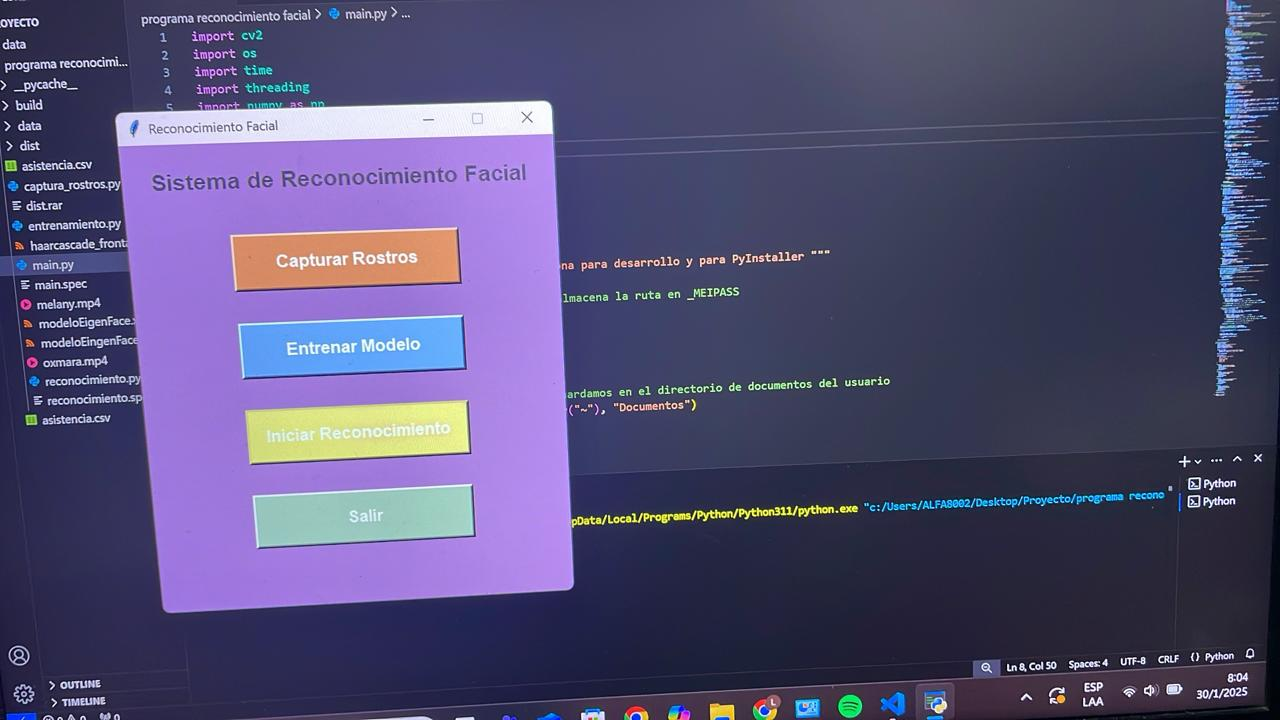 OYECTO
data
programa reconocimi...
__pycache__
build
data
dist
asistencia.csv
captura_rostros.py
dist.rar
entrenamiento.py
haarcascade_fronta
main.py
main.spec
melany.mp4
modeloEigenFace.x
modeloEingenFace
oxmara.mp4
reconocimiento.py
reconocimiento.sp
asistencia.csv
OUTLINE
TIMELINE
programa reconocimiento facial > main.py > ...
1 import cv2
2 import os
3 import time
4 import threading
5 import numpy as np
Reconocimiento Facial
Sistema de Reconocimiento Facial
Capturar Rostros
Entrenar Modelo
Iniciar Reconocimiento
Salir
na para desarrollo y para PyInstaller """
lmacena la ruta en _MEIPASS
ardamos en el directorio de documentos del usuario
("~"), "Documentos")
pData/Local/Programs/Python/Python311/python.exe "c:/Users/ALFA8002/Desktop/Proyecto/programa recono
Python
Python
Ln 8, Col 50 Spaces: 4 UTF-8 CRLF {} Python
ESP
LAA
8:04
30/1/2025